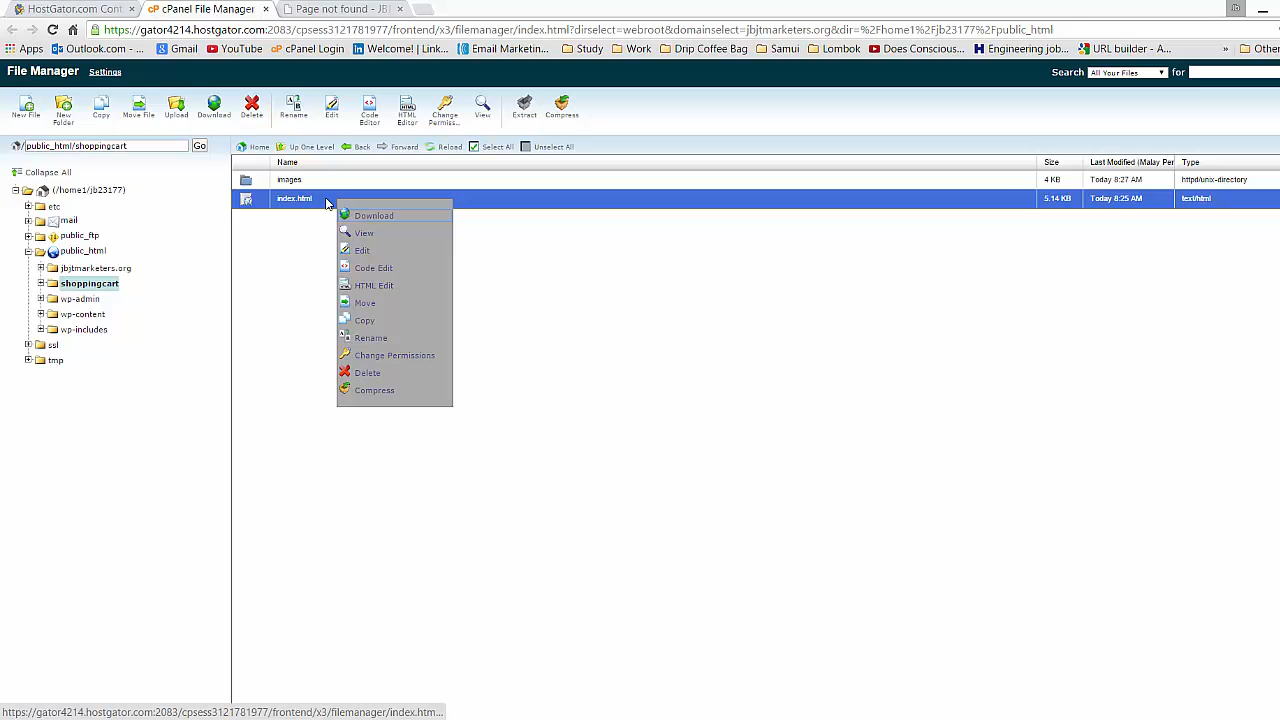 HostGator.com Cont
cPanel File Manager
Page not found - JB
https://gator4214.hostgator.com:2083/cpsess3121781977/frontend/x3/filemanager/index.html?dirselect=webroot&domainselect=jbjtmarketers.org&dir=%2Fhome1%2Fjb23177%2Fpublic_html
Apps Outlook.com - ... Gmail YouTube cPanel Login Welcome! | Link... Email Marketin... Study Work Drip Coffee Bag Samui Lombok Does Conscious... Engineering job... URL builder - A... » Othe
File Manager Settings
Search All Your Files for
New File
New Folder
Copy
Move File
Upload
Download
Delete
Rename
Edit
Code Editor
HTML Editor
Change Permiss...
View
Extract
Compress
/public_html/shoppingcart Go
Home Up One Level Back Forward Reload Select All Unselect All
Collapse All
(/home1/jb23177)
etc
mail
public_ftp
public_html
jbjtmarketers.org
shoppingcart
wp-admin
wp-content
wp-includes
ssl
tmp
Name Size Last Modified (Malay Per Type
images 4 KB Today 8:27 AM httpd/unix-directory
index.html 5.14 KB Today 8:25 AM text/html
Download
View
Edit
Code Edit
HTML Edit
Move
Copy
Rename
Change Permissions
Delete
Compress
https://gator4214.hostgator.com:2083/cpsess3121781977/frontend/x3/filemanager/index.htm...